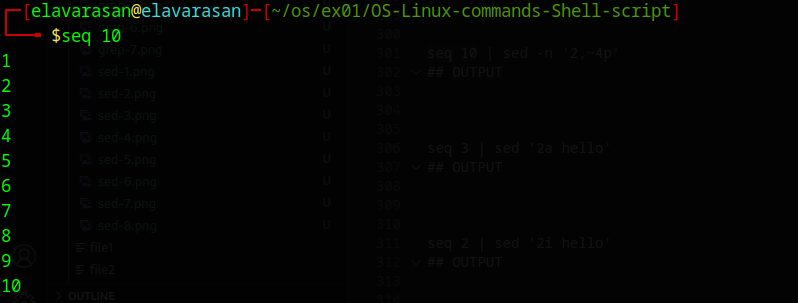 ┌─[elavarasan@elavarasan]─[~/os/ex01/OS-Linux-commands-Shell-script]
└──╼ $seq 10
1
2
3
4
5
6
7
8
9
10
grep-7.png U
sed-1.png U
sed-2.png U
sed-3.png U
sed-4.png U
sed-5.png U
sed-6.png U
sed-7.png U
sed-8.png U
file1
file2
OUTLINE
300
301 seq 10 | sed -n '2,~4p'
302 ## OUTPUT
303
304
305
306 seq 3 | sed '2a hello'
307 ## OUTPUT
308
309
310
311 seq 2 | sed '2i hello'
312 ## OUTPUT
313